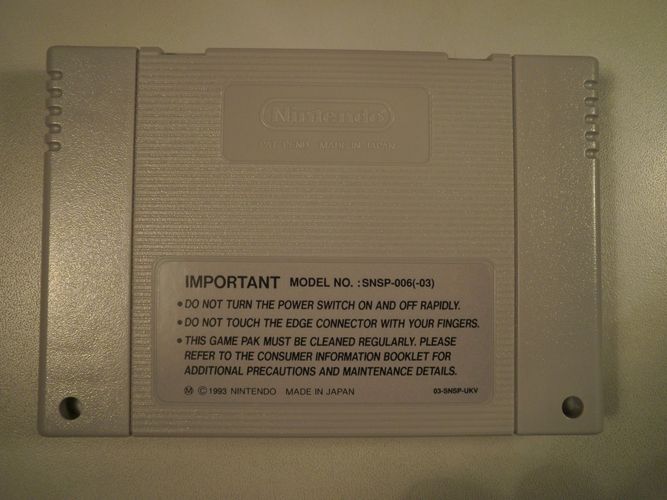 Nintendo
PAT. PEND. MADE IN JAPAN
IMPORTANT MODEL NO. :SNSP-006(-03)
● DO NOT TURN THE POWER SWITCH ON AND OFF RAPIDLY.
● DO NOT TOUCH THE EDGE CONNECTOR WITH YOUR FINGERS.
● THIS GAME PAK MUST BE CLEANED REGULARLY. PLEASE
REFER TO THE CONSUMER INFORMATION BOOKLET FOR
ADDITIONAL PRECAUTIONS AND MAINTENANCE DETAILS.
Ⓜ ©1993 NINTENDO MADE IN JAPAN 03-SNSP-UKV